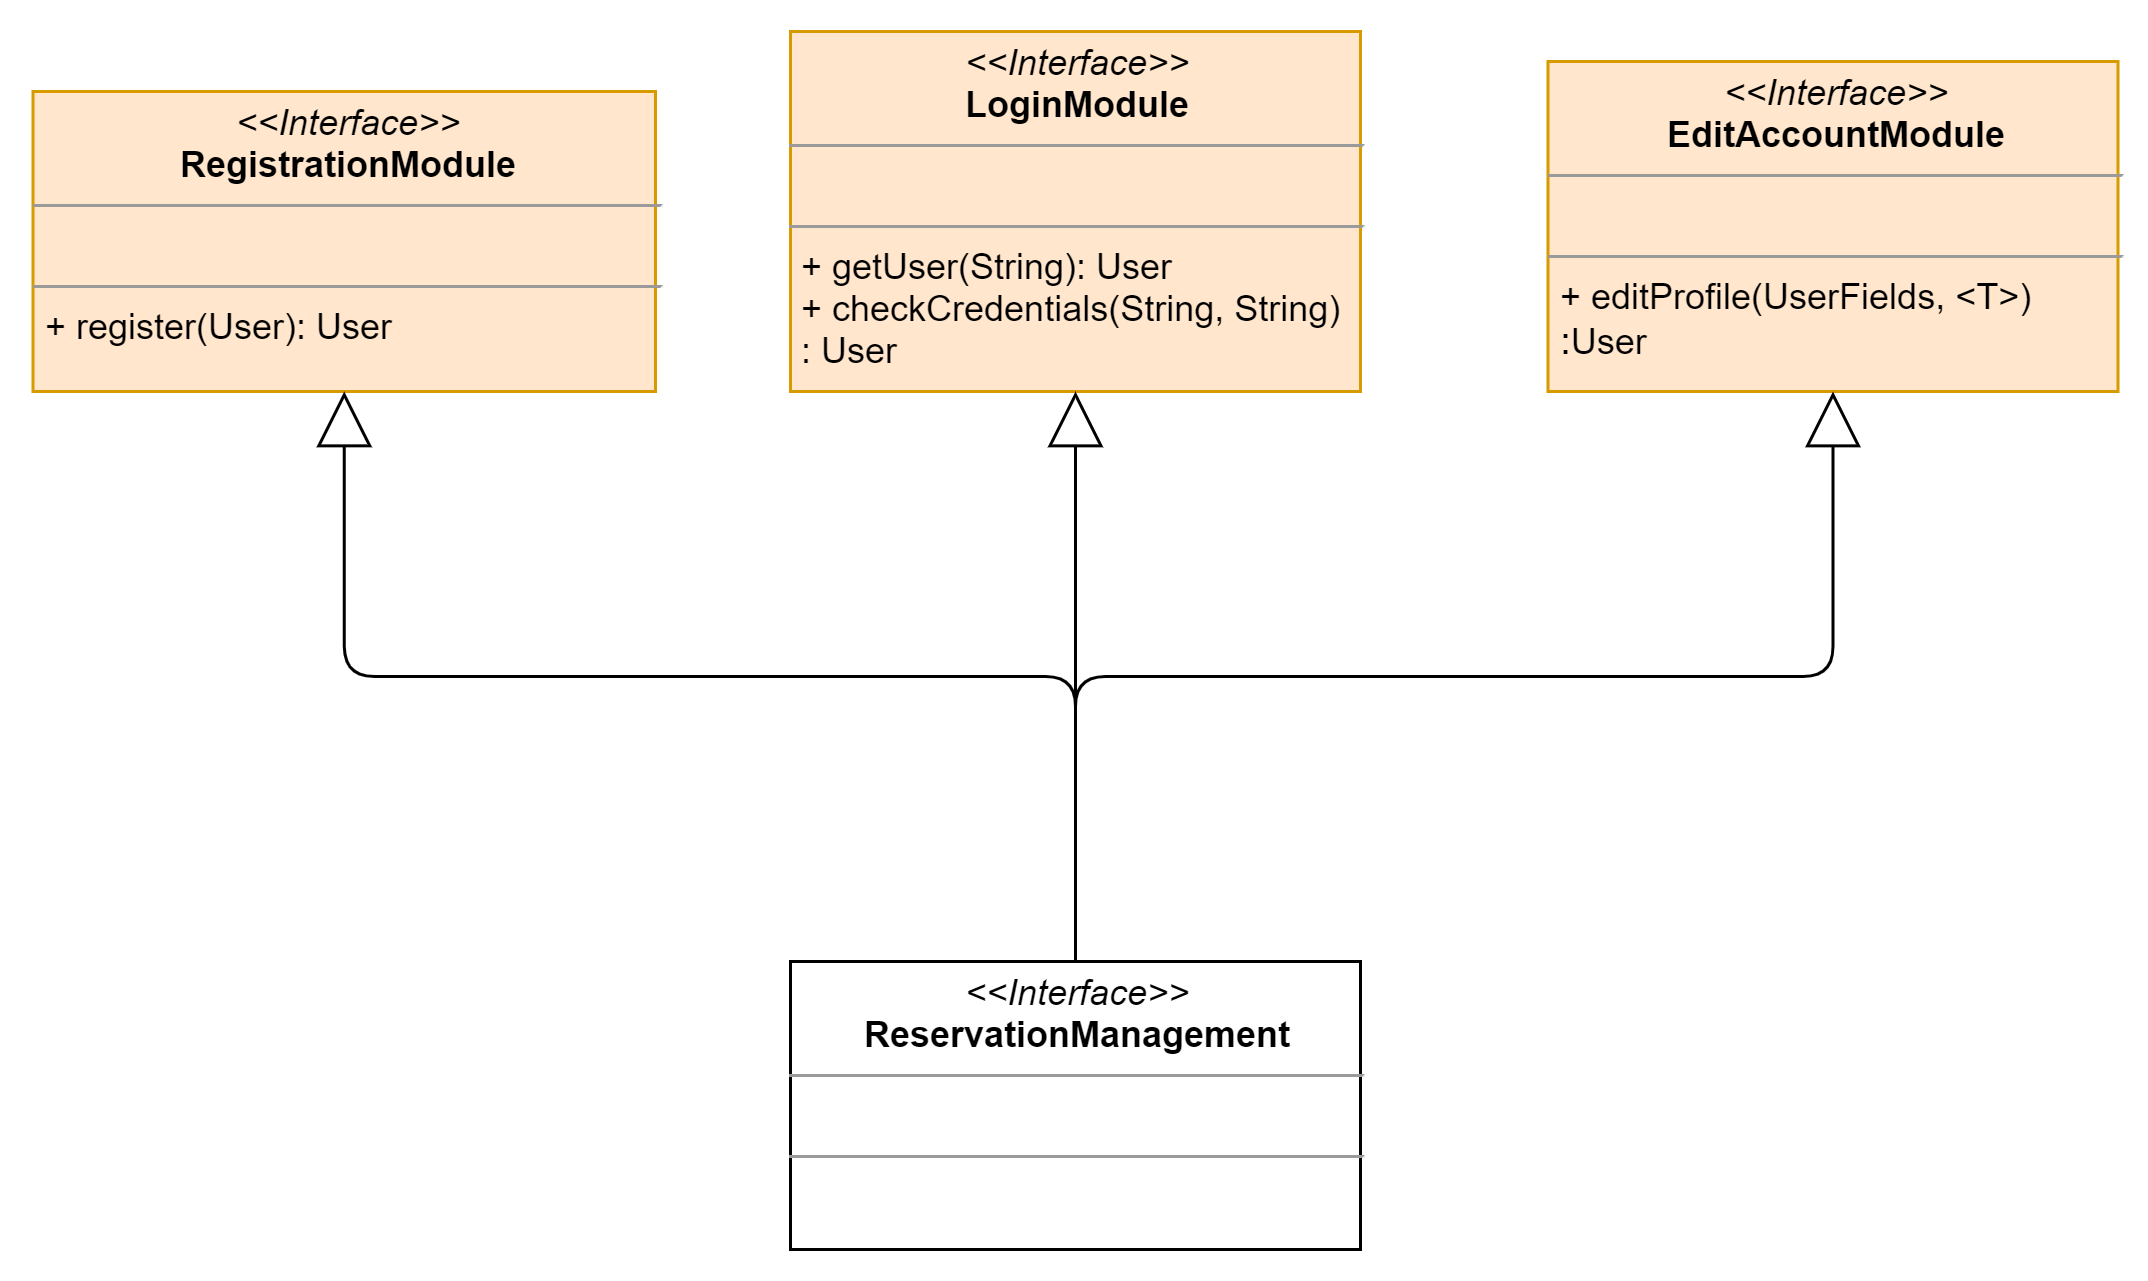 <<Interface>>
RegistrationModule
+ register(User): User
<<Interface>>
LoginModule
+ getUser(String): User
+ checkCredentials(String, String)
: User
<<Interface>>
EditAccountModule
+ editProfile(UserFields, <T>)
:User
<<Interface>>
ReservationManagement